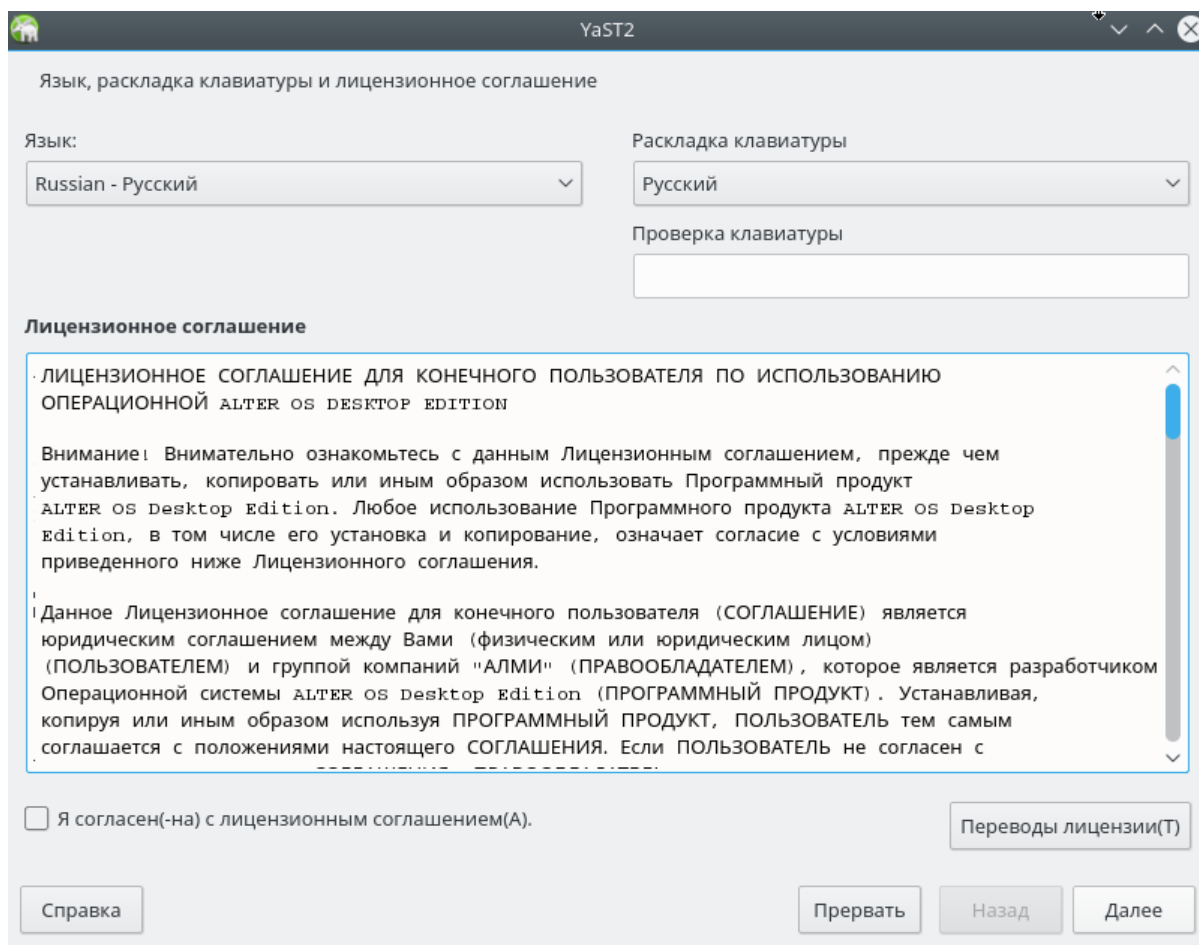 YaST2
Язык, раскладка клавиатуры и лицензионное соглашение
Язык:
Раскладка клавиатуры
Russian - Русский
Русский
Проверка клавиатуры
Лицензионное соглашение
ЛИЦЕНЗИОННОЕ СОГЛАШЕНИЕ ДЛЯ КОНЕЧНОГО ПОЛЬЗОВАТЕЛЯ ПО ИСПОЛЬЗОВАНИЮ
ОПЕРАЦИОННОЙ ALTER OS DESKTOP EDITION
Внимание! Внимательно ознакомьтесь с данным Лицензионным соглашением, прежде чем
устанавливать, копировать или иным образом использовать Программный продукт
ALTER OS Desktop Edition. Любое использование Программного продукта ALTER OS Desktop
Edition, в том числе его установка и копирование, означает согласие с условиями
приведенного ниже Лицензионного соглашения.
Данное Лицензионное соглашение для конечного пользователя (СОГЛАШЕНИЕ) является
юридическим соглашением между Вами (физическим или юридическим лицом)
(ПОЛЬЗОВАТЕЛЕМ) и группой компаний "АЛМИ" (ПРАВООБЛАДАТЕЛЕМ), которое является разработчиком
Операционной системы ALTER OS Desktop Edition (ПРОГРАММНЫЙ ПРОДУКТ). Устанавливая,
копируя или иным образом используя ПРОГРАММНЫЙ ПРОДУКТ, ПОЛЬЗОВАТЕЛЬ тем самым
соглашается с положениями настоящего СОГЛАШЕНИЯ. Если ПОЛЬЗОВАТЕЛЬ не согласен с
Я согласен(-на) с лицензионным соглашением(A).
Переводы лицензии(T)
Справка
Прервать
Назад
Далее